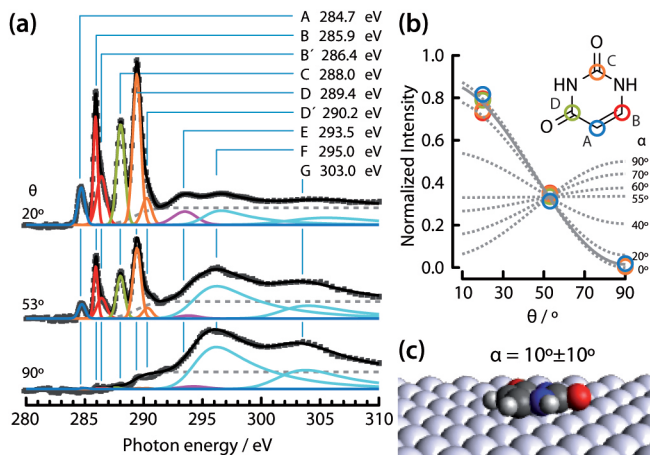 (a)
A 284.7 eV
B 285.9 eV
B´ 286.4 eV
C 288.0 eV
D 289.4 eV
D´ 290.2 eV
E 293.5 eV
F 295.0 eV
G 303.0 eV
θ
20º
53º
90º
280 285 290 295 300 305 310
Photon energy / eV
(b)
Normalized Intensity
1.0
0.8
0.6
0.4
0.2
0.0
10 30 50 70 90
θ / º
O
C
HN NH
D
O
B
A
α
90º
70º
60º
55º
40º
20º
0º
(c)
α = 10º±10º